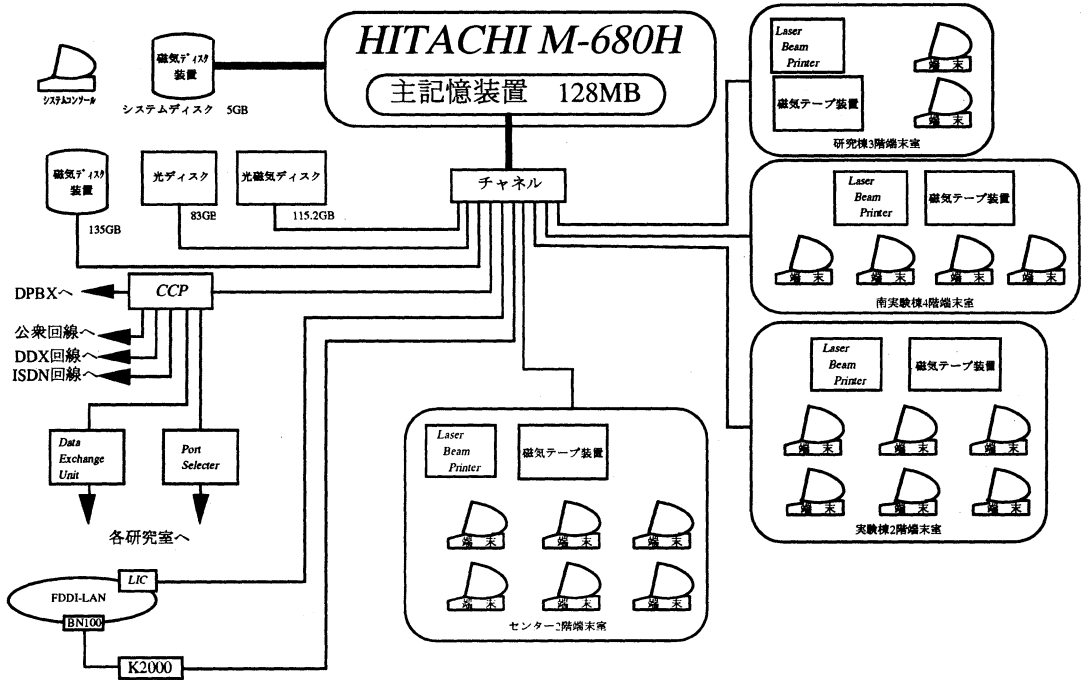 HITACHI M-680H
主記憶装置 128MB
システムコンソール
磁気ディスク
装置
システムディスク 5GB
磁気ディスク
装置
135GB
光ディスク
83GB
光磁気ディスク
115.2GB
チャネル
Laser
Beam
Printer
磁気テープ装置
端 末
端 末
研究棟3階端末室
Laser
Beam
Printer
磁気テープ装置
端 末
端 末
端 末
端 末
南実験棟4階端末室
Laser
Beam
Printer
磁気テープ装置
端 末
端 末
端 末
端 末
端 末
端 末
実験棟2階端末室
CCP
DPBXへ
公衆回線へ
DDX回線へ
ISDN回線へ
Data
Exchange
Unit
Port
Selecter
各研究室へ
Laser
Beam
Printer
磁気テープ装置
端 末
端 末
端 末
端 末
端 末
端 末
センター2階端末室
LIC
FDDI-LAN
BN100
K2000